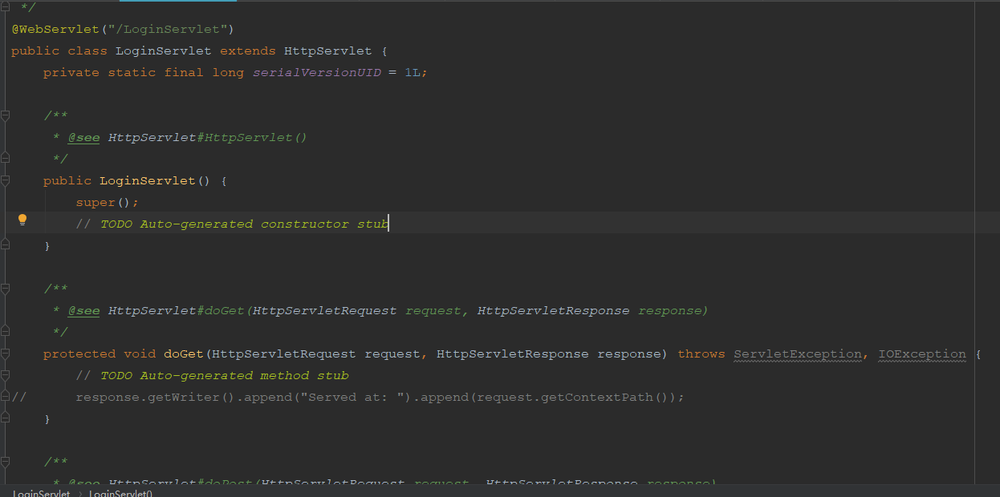 */
@WebServlet("/LoginServlet")
public class LoginServlet extends HttpServlet {
    private static final long serialVersionUID = 1L;
    /**
     * @see HttpServlet#HttpServlet()
     */
    public LoginServlet() {
        super();
        // TODO Auto-generated constructor stub
    }
    /**
     * @see HttpServlet#doGet(HttpServletRequest request, HttpServletResponse response)
     */
    protected void doGet(HttpServletRequest request, HttpServletResponse response) throws ServletException, IOException {
        // TODO Auto-generated method stub
//      response.getWriter().append("Served at: ").append(request.getContextPath());
    }
    /**
     * @see HttpServlet#doPost(HttpServletRequest request, HttpServletResponse response)
LoginServlet > LoginServlet()